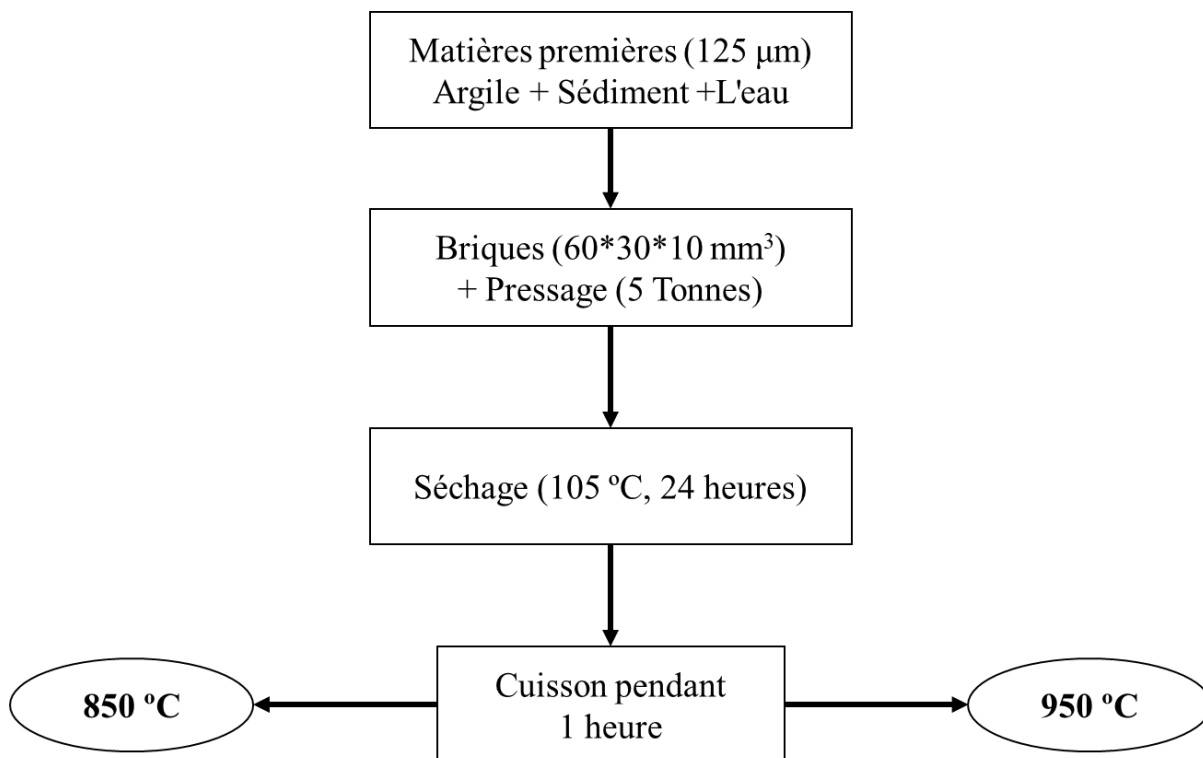 Matières premières (125 μm)
Argile + Sédiment +L'eau
Briques (60*30*10 mm³)
+ Pressage (5 Tonnes)
Séchage (105 ºC, 24 heures)
Cuisson pendant
1 heure
850 ºC
950 ºC